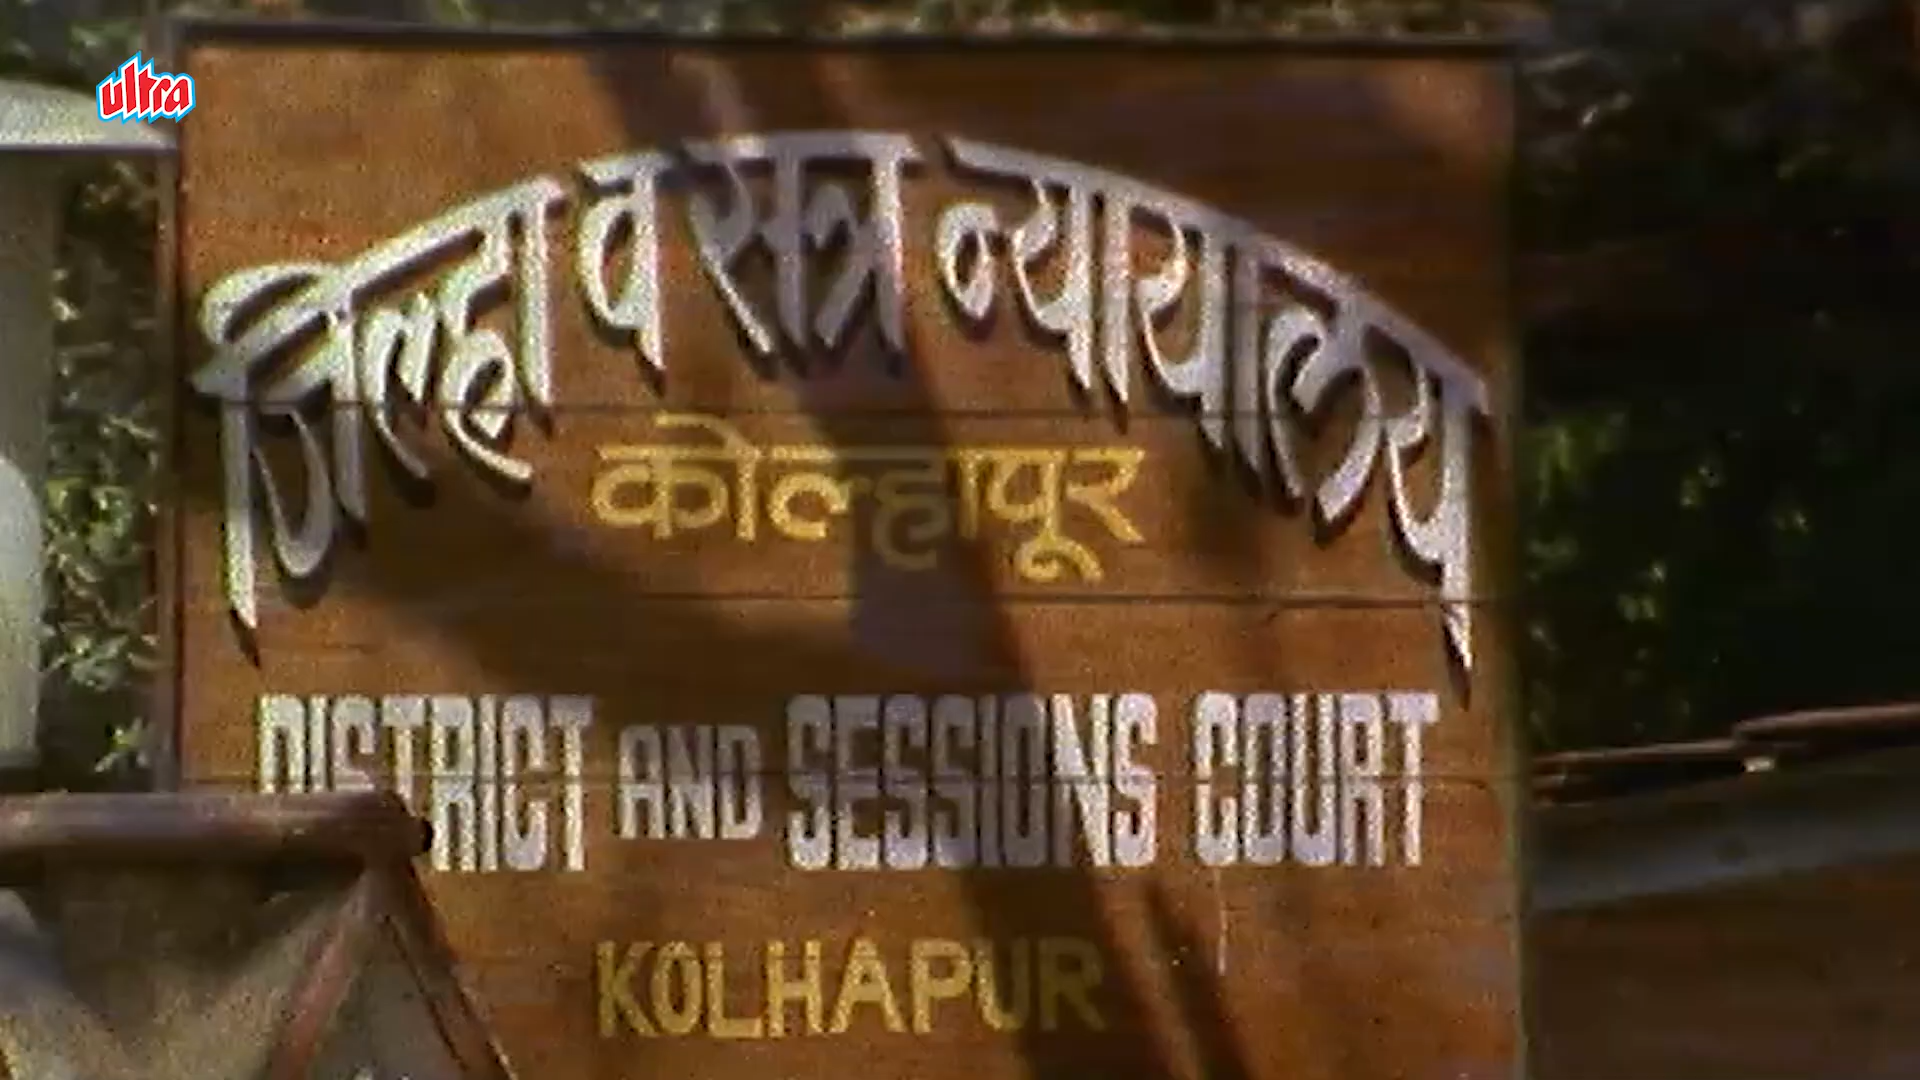 ultra
जिल्हा व सत्र न्यायालय
कोल्हापूर
DISTRICT AND SESSIONS COURT
KOLHAPUR